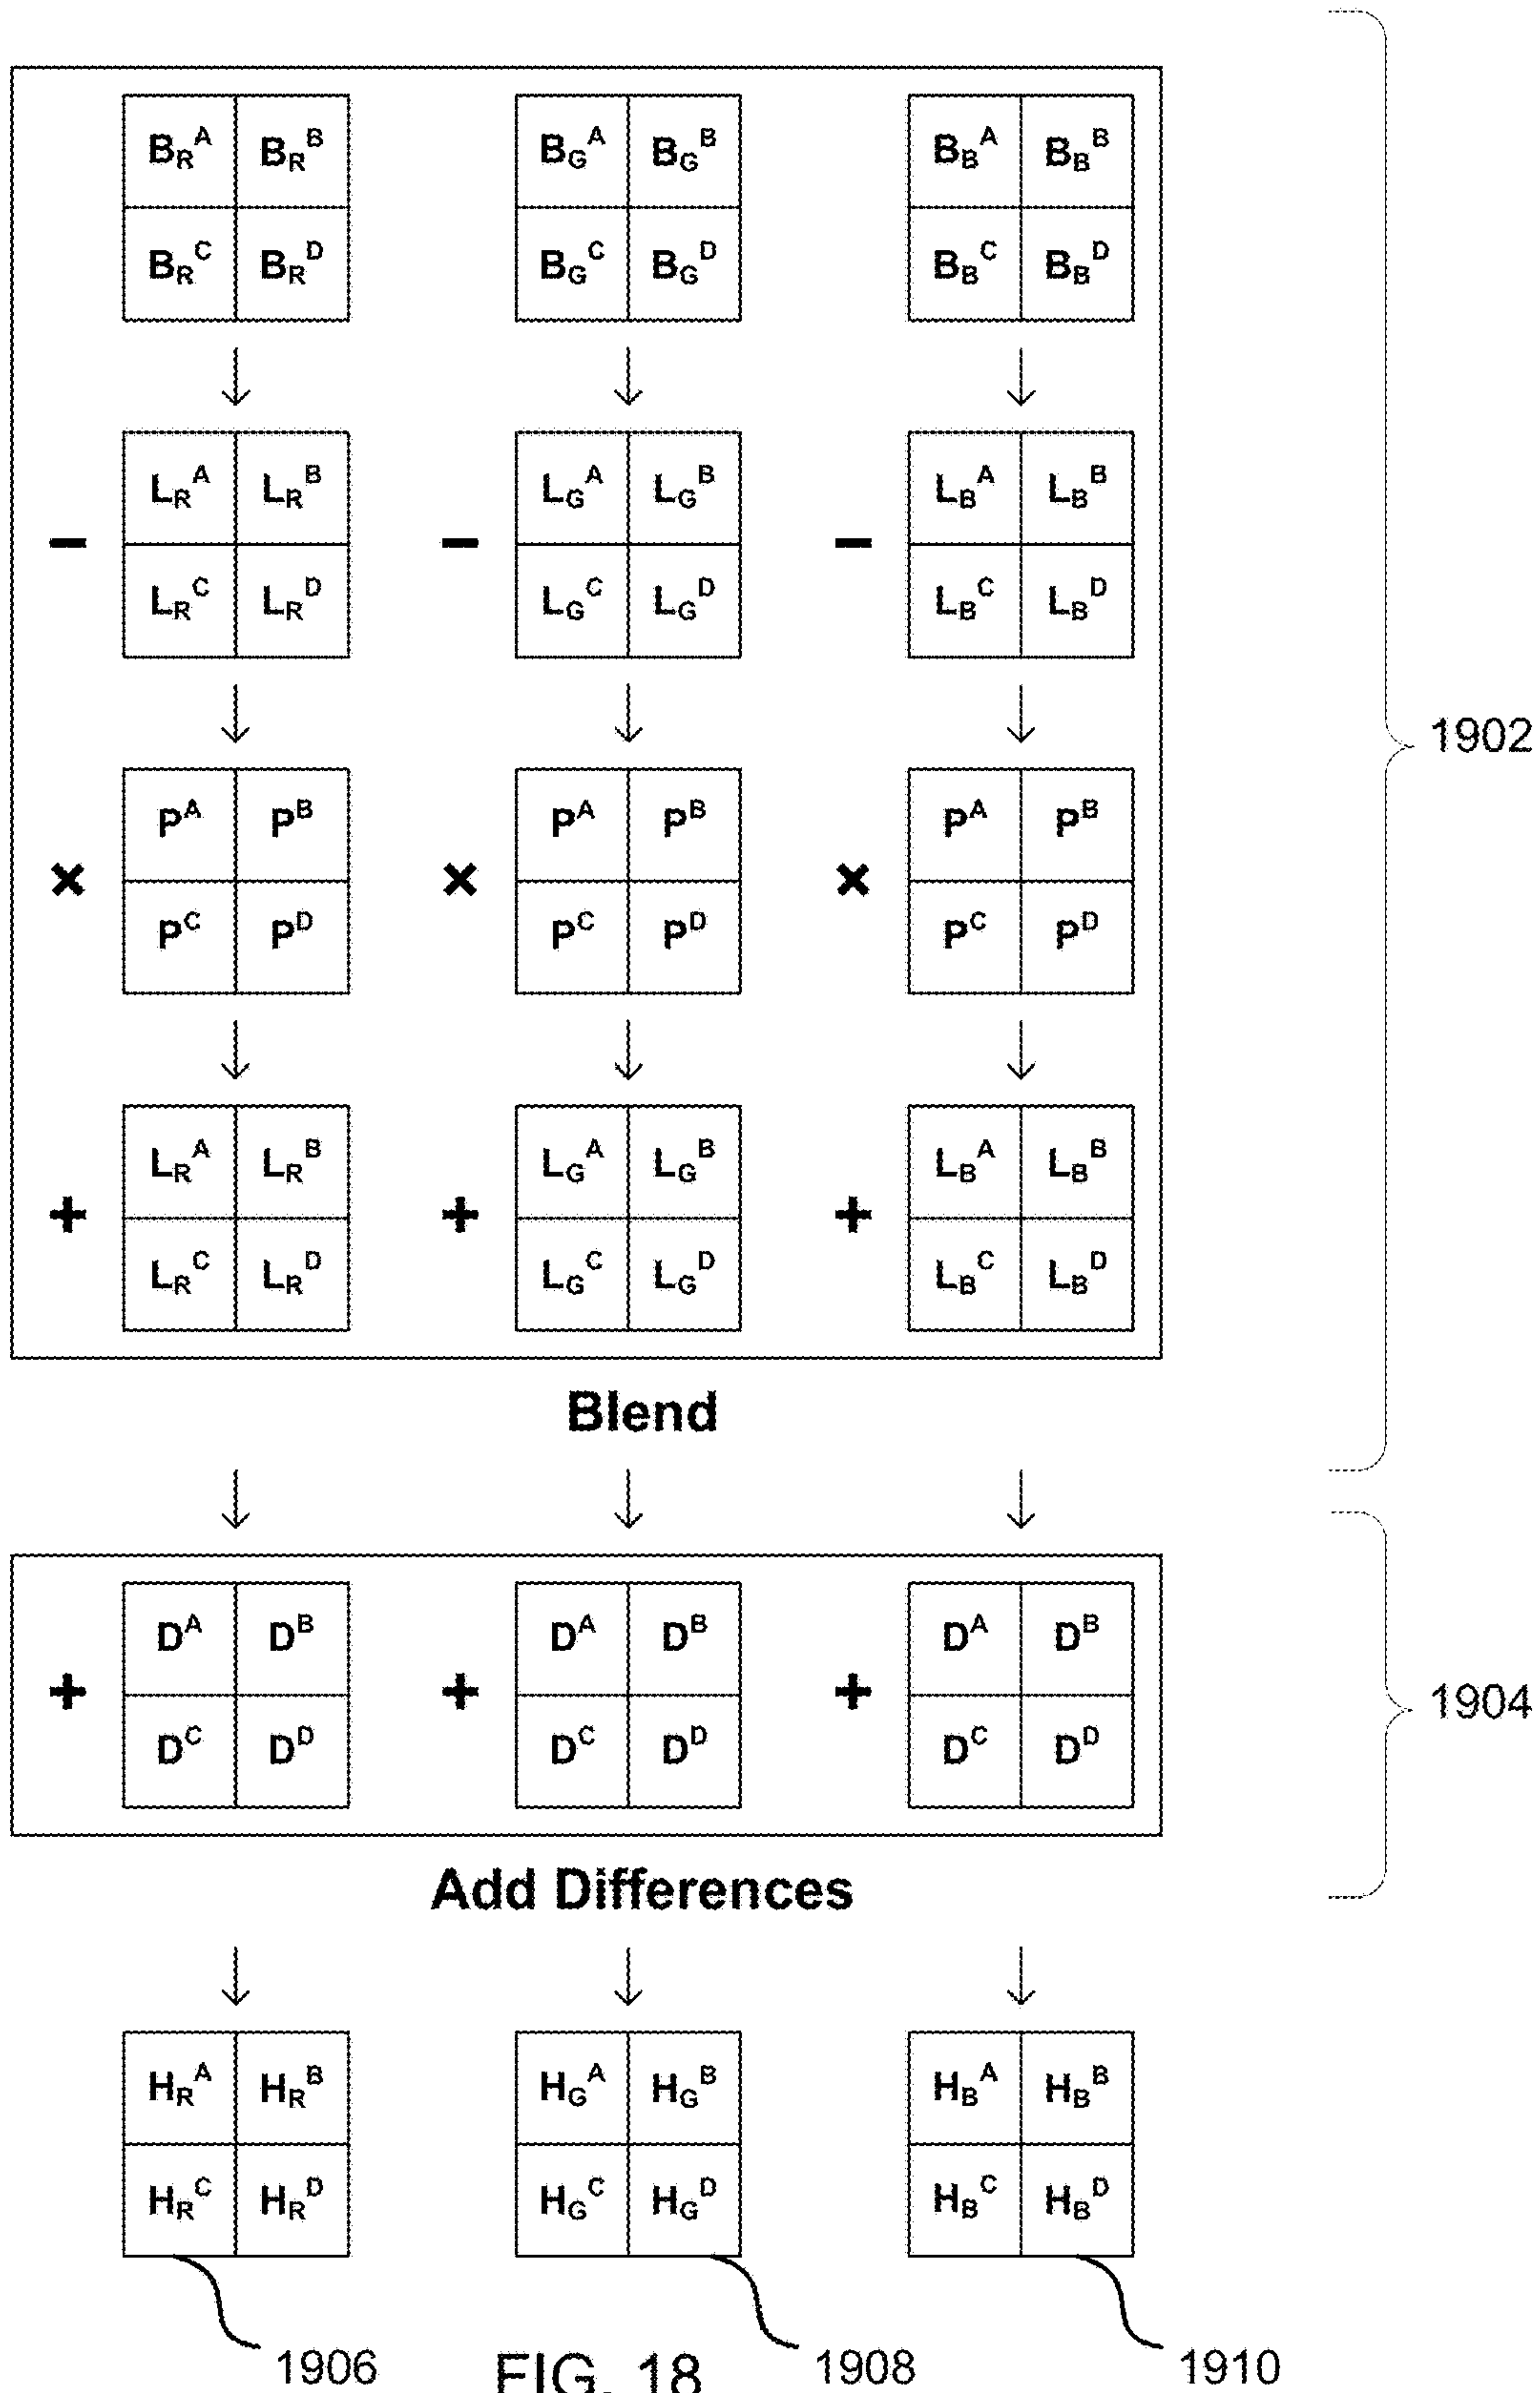 B_R^A B_R^B B_G^A B_G^B B_B^A B_B^B
B_R^C B_R^D B_G^C B_G^D B_B^C B_B^D
L_R^A L_R^B L_G^A L_G^B L_B^A L_B^B
− − −
L_R^C L_R^D L_G^C L_G^D L_B^C L_B^D
1902
P^A P^B P^A P^B P^A P^B
× × ×
P^C P^D P^C P^D P^C P^D
L_R^A L_R^B L_G^A L_G^B L_B^A L_B^B
+ + +
L_R^C L_R^D L_G^C L_G^D L_B^C L_B^D
Blend
D^A D^B D^A D^B D^A D^B
+ + +
1904
D^C D^D D^C D^D D^C D^D
Add Differences
H_R^A H_R^B H_G^A H_G^B H_B^A H_B^B
H_R^C H_R^D H_G^C H_G^D H_B^C H_B^D
1906 FIG. 18 1908 1910